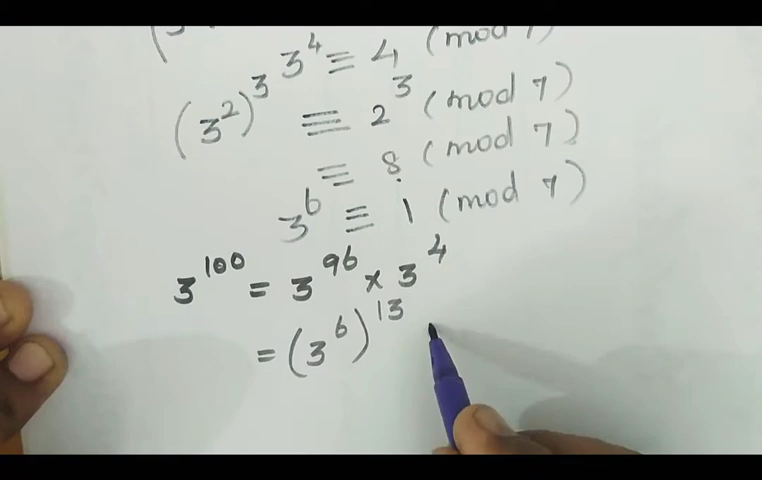 3⁴ ≡ 4 (mod 7)
(3²)³ ≡ 2³ (mod 7)
≡ 8 (mod 7)
3⁶ ≡ 1 (mod 7)
3¹⁰⁰ = 3⁹⁶ × 3⁴
= (3⁶)¹³